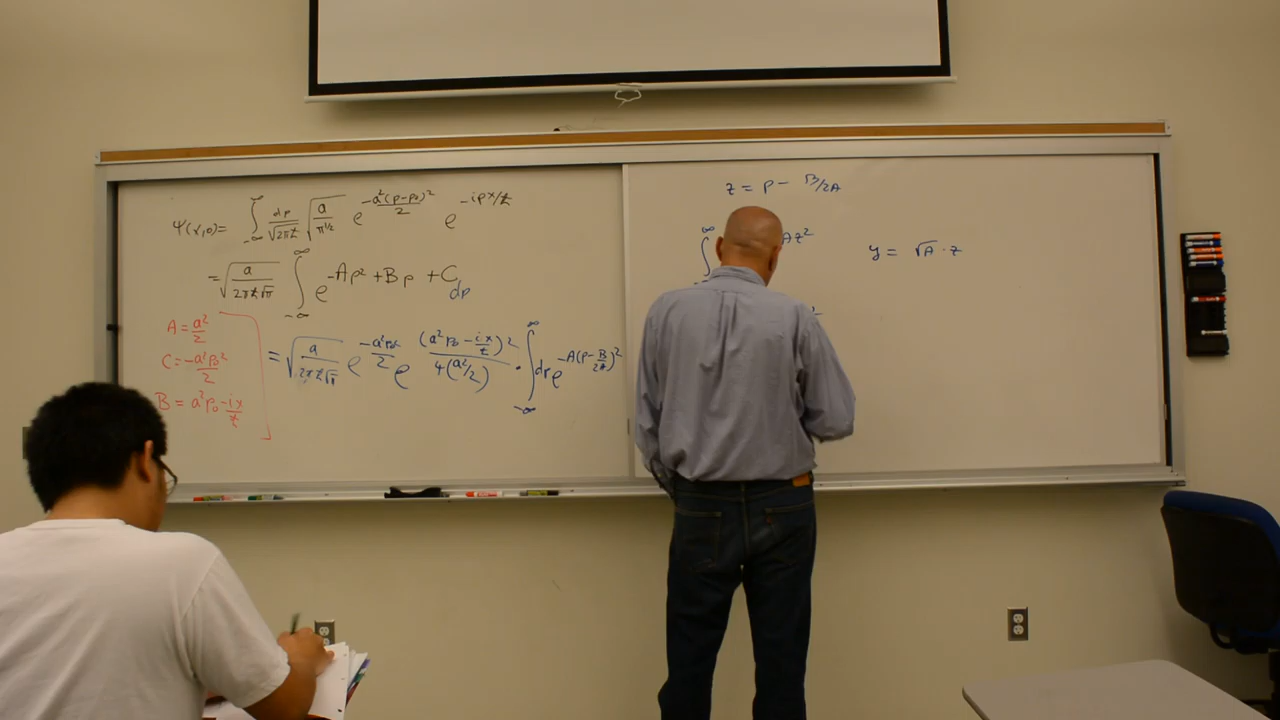 Ψ(x,0) = ∫_{-∞}^{∞} dp/√(2πħ) √(a/π^{1/2}) e^{-a²(p-p₀)²/2} e^{-ipx/ħ}
= √(a/(2πħ√π)) ∫_{-∞}^{∞} e^{-Ap² + Bp + C} dp
A = a²/2
C = -a²p₀²/2
B = a²p₀ - ix/ħ
= √(a/(2πħ√π)) e^{-a²p₀²/2} e^{(a²p₀ - ix/ħ)²/4(a²/2)} · ∫_{-∞}^{∞} dp e^{-A(p-B/2A)²}
z = p - B/2A
∫^{∞} Az²
y = √A · z